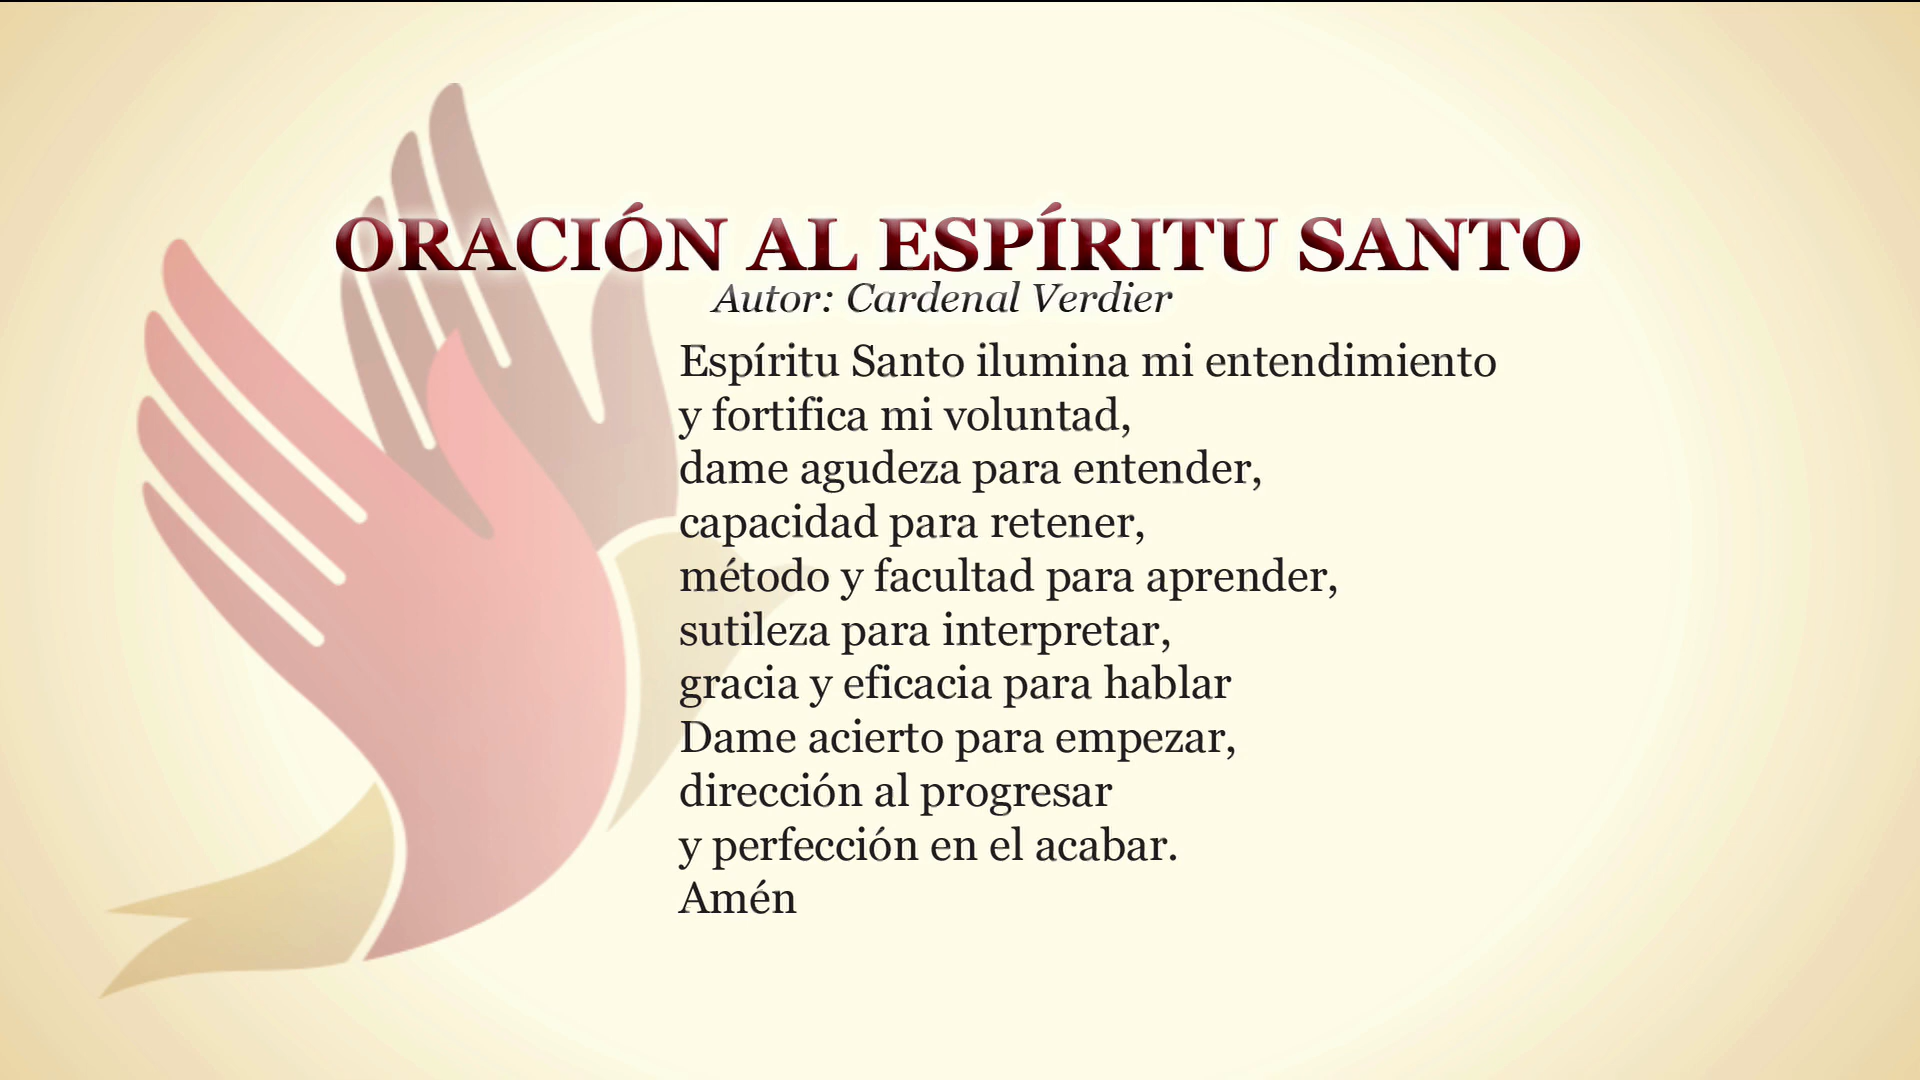 ORACIÓN AL ESPÍRITU SANTO
Autor: Cardenal Verdier
Espíritu Santo ilumina mi entendimiento
y fortifica mi voluntad,
dame agudeza para entender,
capacidad para retener,
método y facultad para aprender,
sutileza para interpretar,
gracia y eficacia para hablar
Dame acierto para empezar,
dirección al progresar
y perfección en el acabar.
Amén